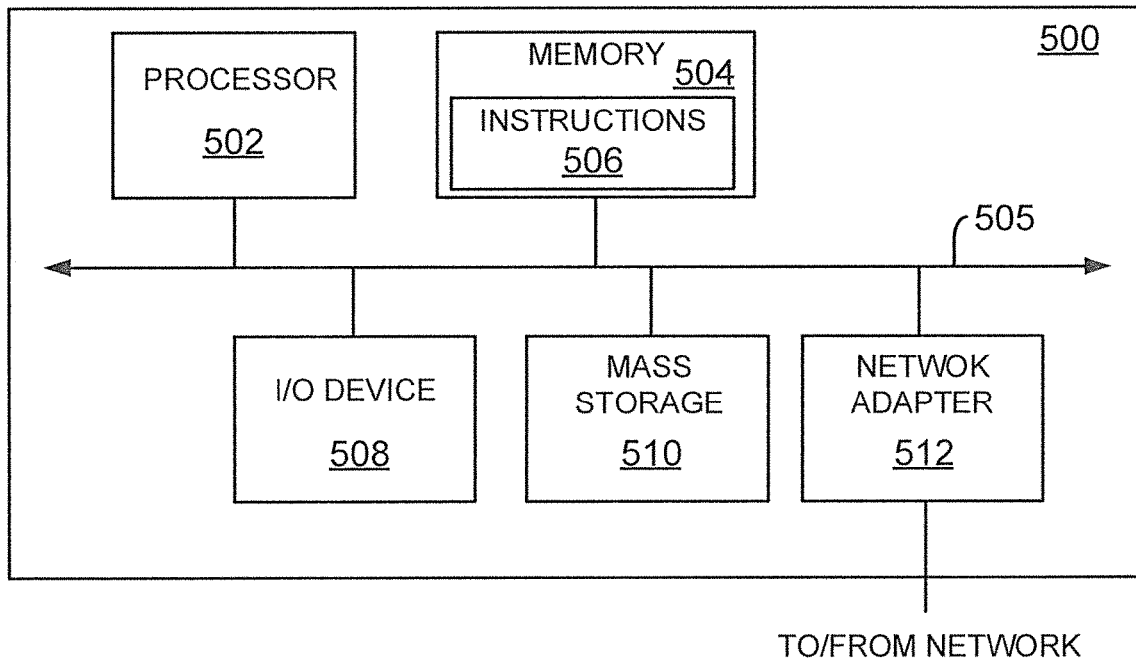 500
PROCESSOR
502
MEMORY
504
INSTRUCTIONS
506
505
I/O DEVICE
508
MASS
STORAGE
510
NETWOK
ADAPTER
512
TO/FROM NETWORK